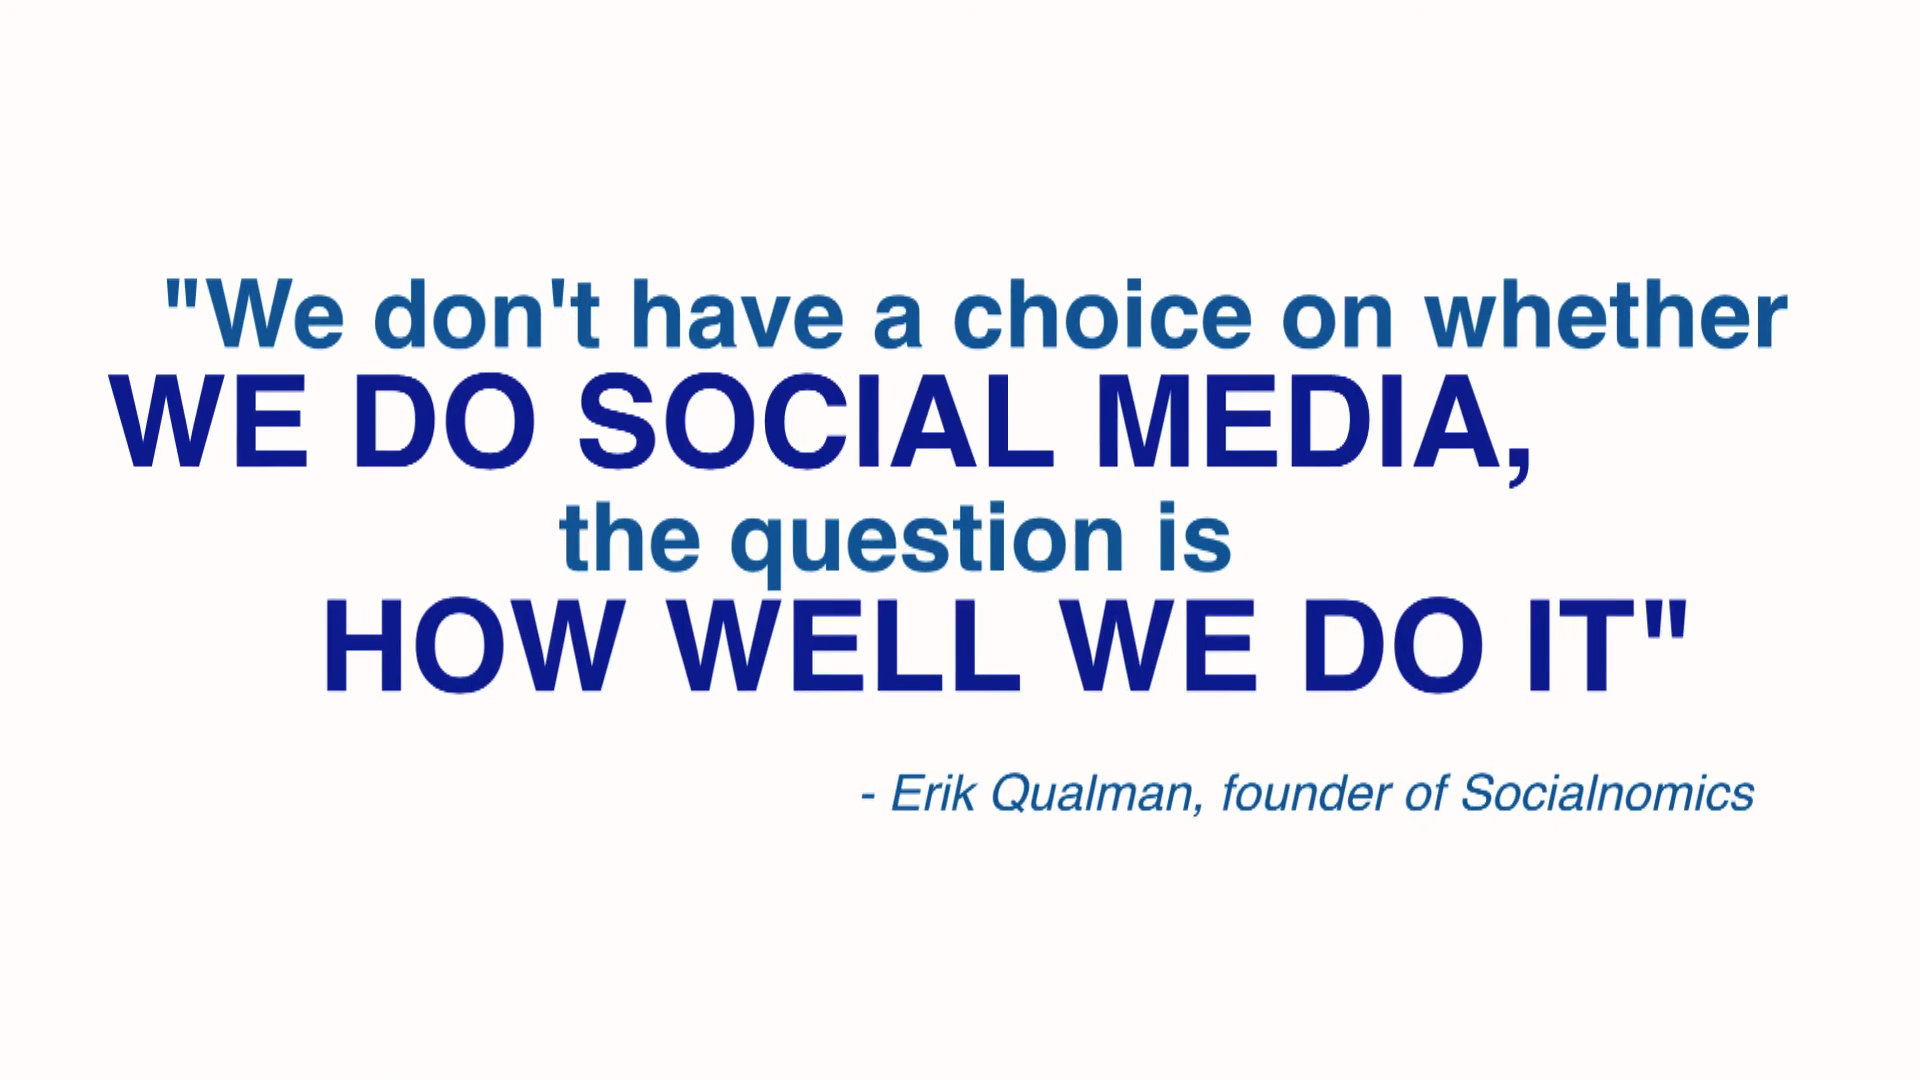 "We don't have a choice on whether
WE DO SOCIAL MEDIA,
the question is
HOW WELL WE DO IT"
- Erik Qualman, founder of Socialnomics